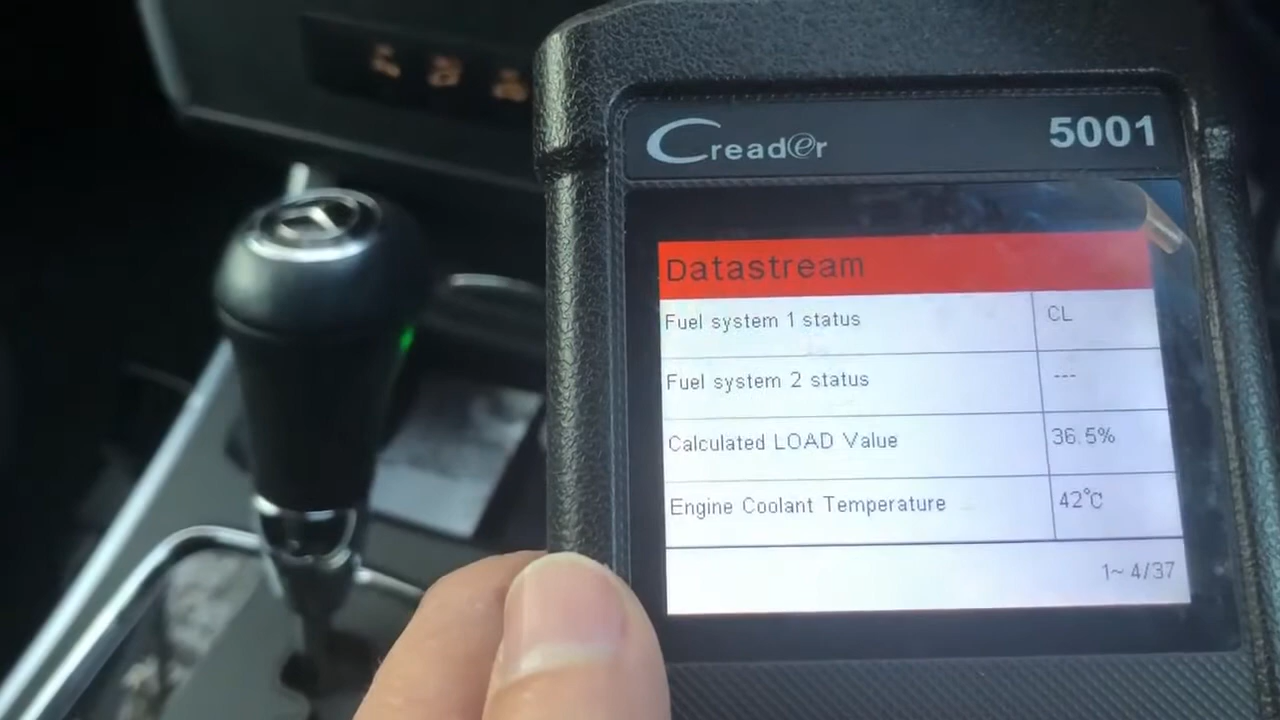 Creader
5001
Datastream
Fuel system 1 status CL
Fuel system 2 status ---
Calculated LOAD Value 36.5%
Engine Coolant Temperature 42°C
1~ 4/37